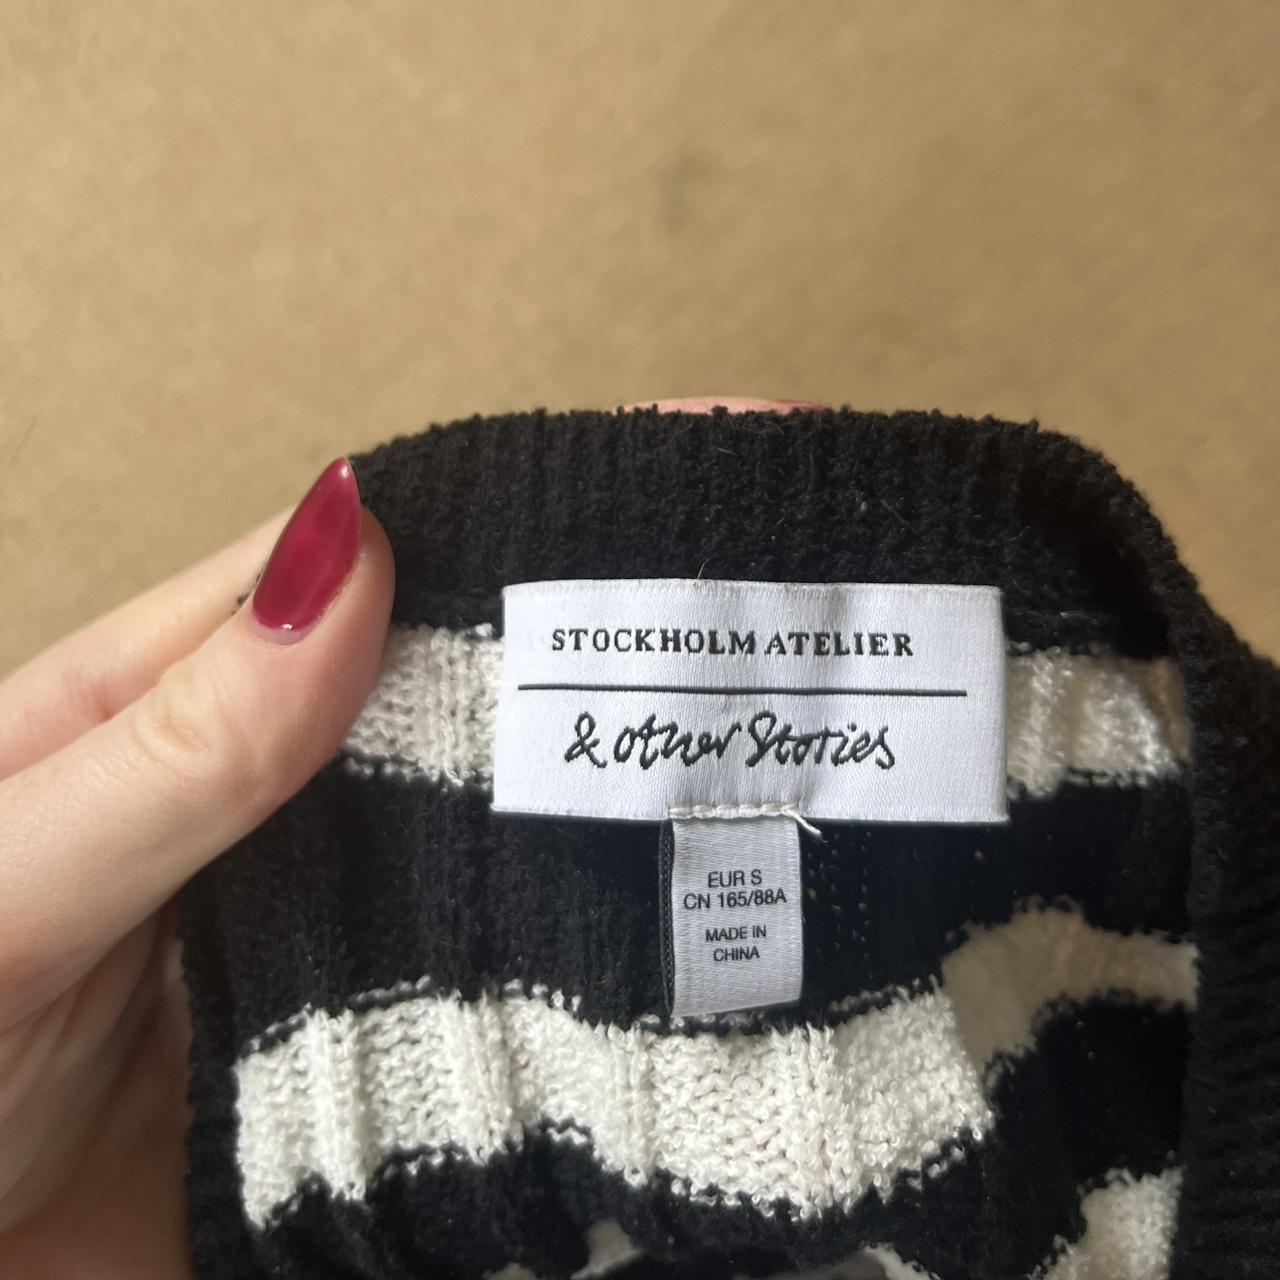 STOCKHOLM ATELIER
& other Stories
EUR S
CN 165/88A
MADE IN
CHINA